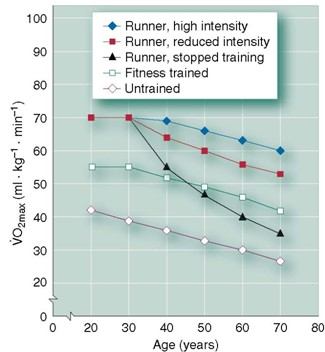 100
Runner, high intensity
Runner, reduced intensity
Runner, stopped training
Fitness trained
Untrained
90
80
70
60
50
40
30
20
0
V̇O2max (ml · kg⁻¹ · min⁻¹)
0 20 30 40 50 60 70 80
Age (years)